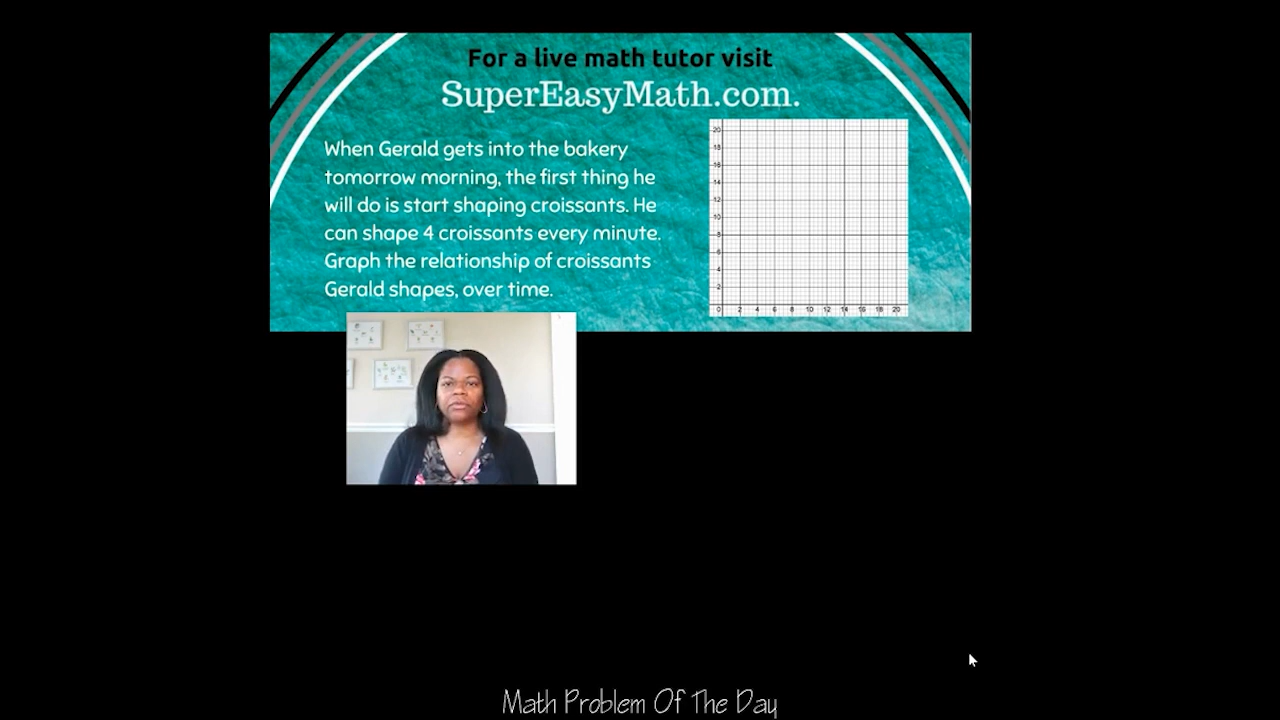 For a live math tutor visit
SuperEasyMath.com.
When Gerald gets into the bakery
tomorrow morning, the first thing he
will do is start shaping croissants. He
can shape 4 croissants every minute.
Graph the relationship of croissants
Gerald shapes, over time.
20
18
16
14
12
10
8
6
4
2
0 2 4 6 8 10 12 14 16 18 20
Math Problem Of The Day